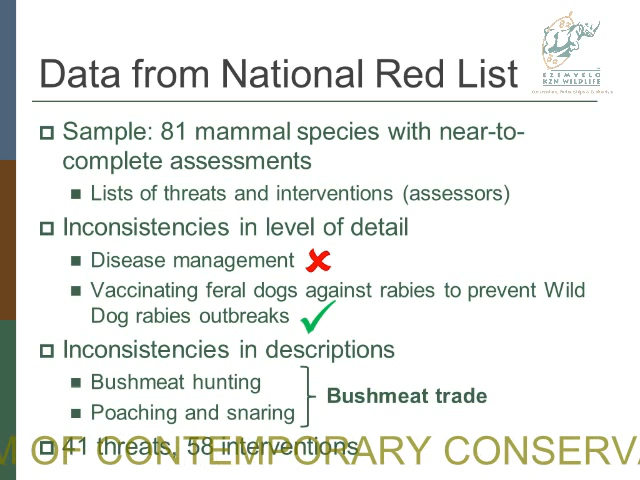 Data from National Red List
EZEMVELO
KZN WILDLIFE
Sample: 81 mammal species with near-to-
complete assessments
Lists of threats and interventions (assessors)
Inconsistencies in level of detail
Disease management
Vaccinating feral dogs against rabies to prevent Wild
Dog rabies outbreaks
Inconsistencies in descriptions
Bushmeat hunting
Poaching and snaring
Bushmeat trade
41 threats, 58 interventions
M OF CONTEMPORARY CONSERVA